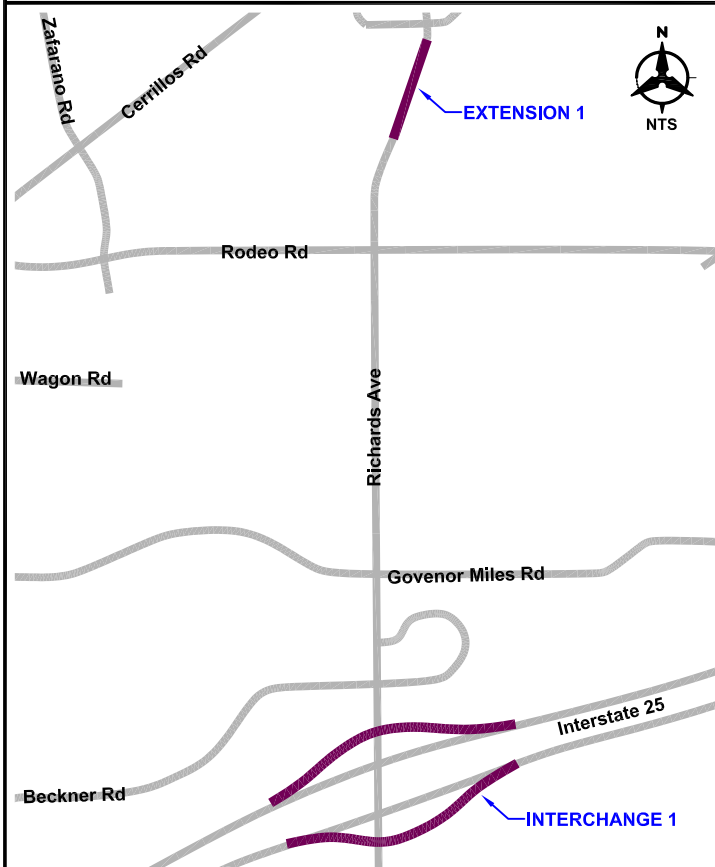 Zafarano Rd
Cerrillos Rd
N
NTS
EXTENSION 1
Rodeo Rd
Wagon Rd
Richards Ave
Govenor Miles Rd
Interstate 25
Beckner Rd
INTERCHANGE 1